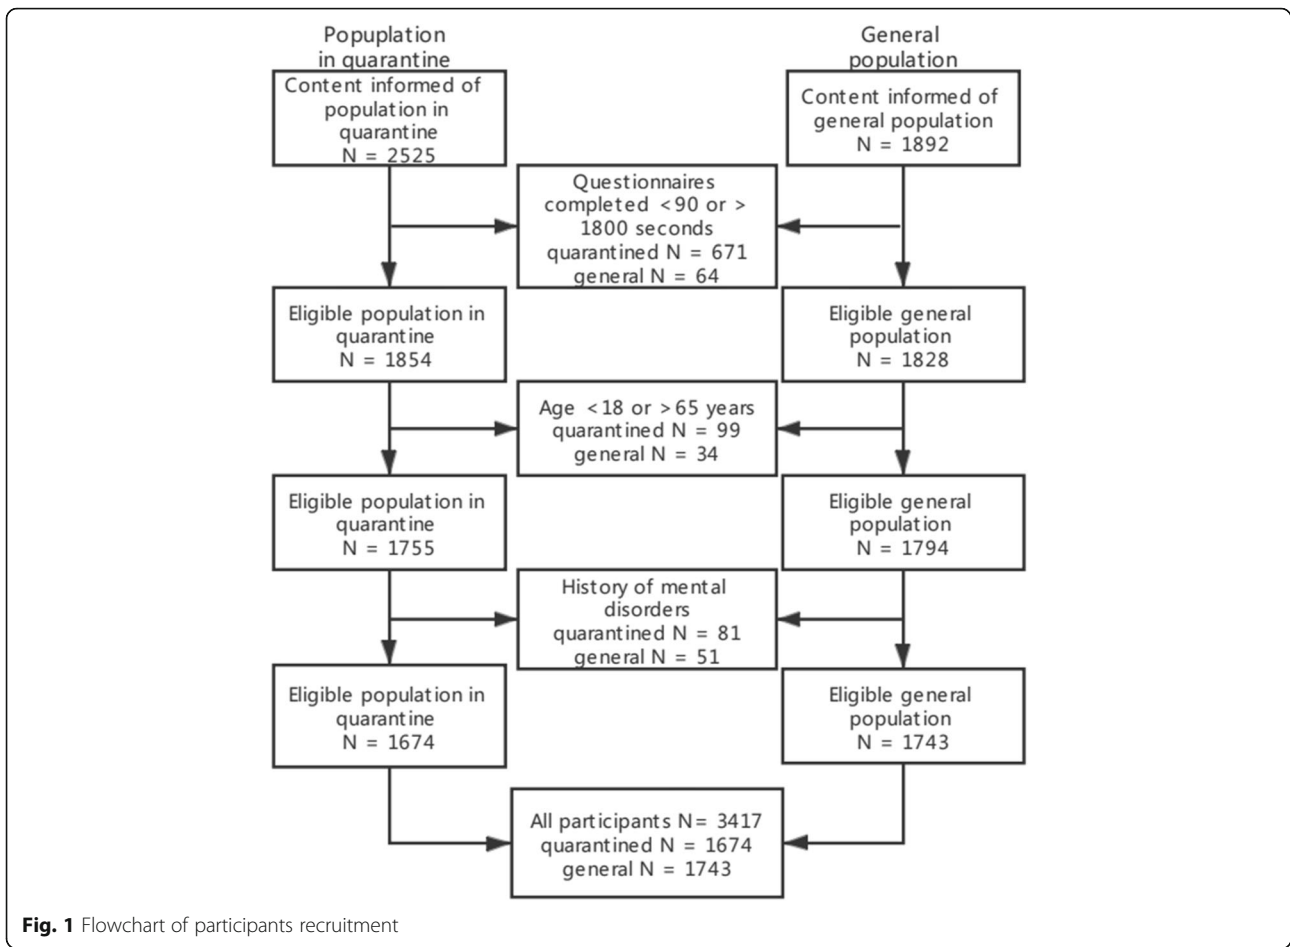 Popuplation
in quarantine
General
population
Content informed of
population in
quarantine
N = 2525
Content informed of
general population
N = 1892
Questionnaires
completed <90 or >
1800 seconds
quarantined N = 671
general N = 64
Eligible population in
quarantine
N = 1854
Eligible general
population
N = 1828
Age <18 or >65 years
quarantined N = 99
general N = 34
Eligible population in
quarantine
N = 1755
Eligible general
population
N = 1794
History of mental
disorders
quarantined N = 81
general N = 51
Eligible population in
quarantine
N = 1674
Eligible general
population
N = 1743
All participants N= 3417
quarantined N = 1674
general N = 1743
Fig. 1 Flowchart of participants recruitment